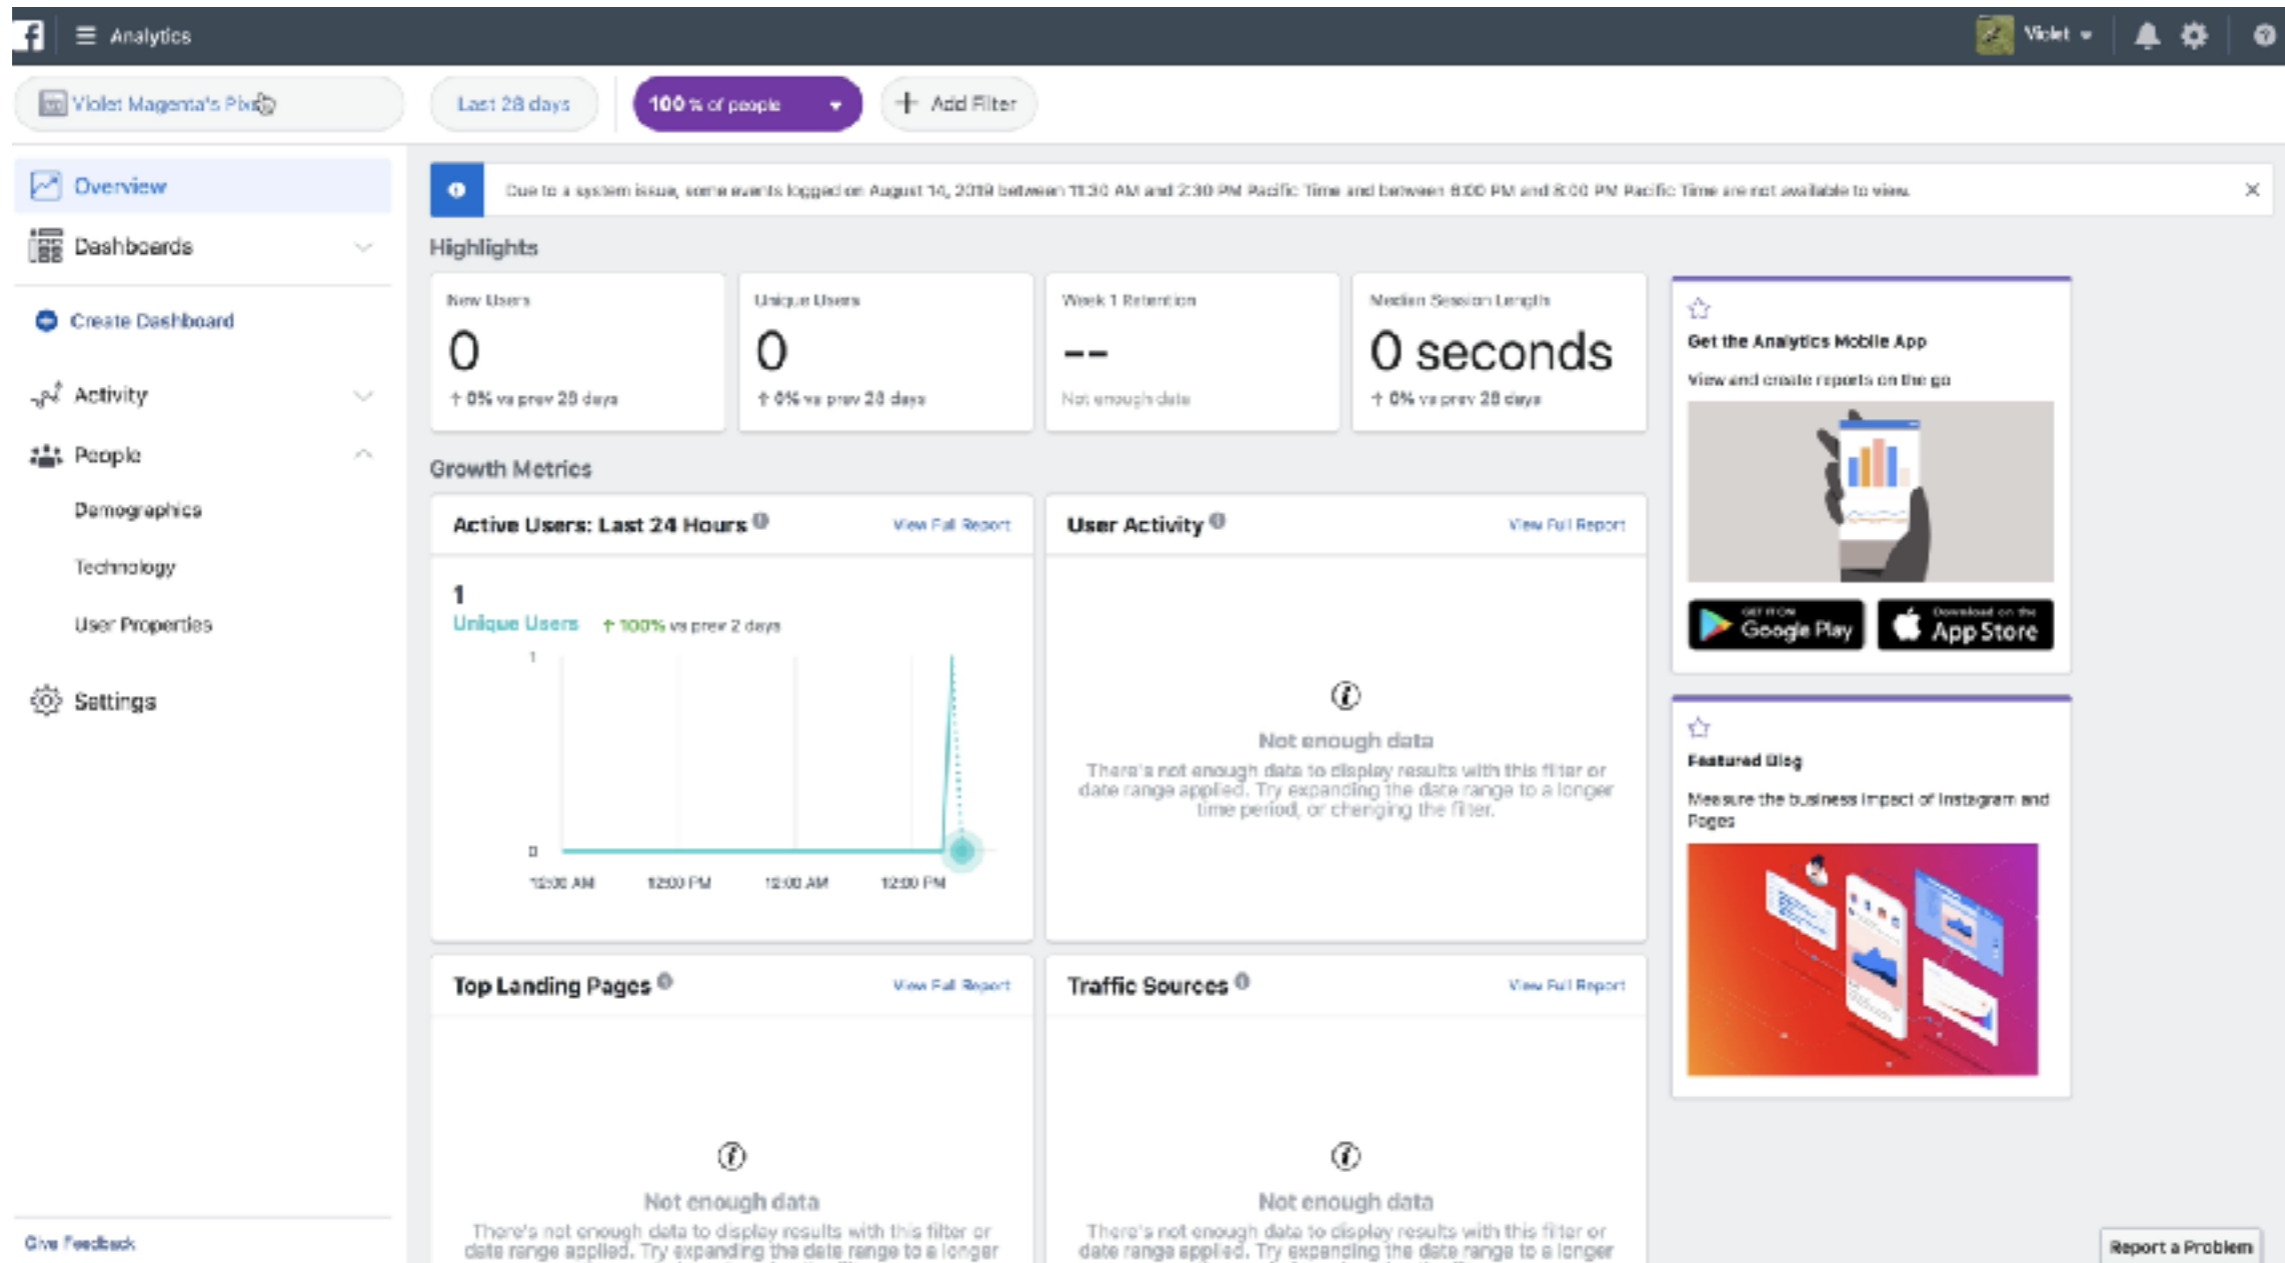 Analytics
Violet
Violet Magenta's Pixel
Last 28 days
100% of people
Add Filter
Overview
Dashboards
Create Dashboard
Activity
People
Demographics
Technology
User Properties
Settings
Give Feedback
Due to a system issue, some events logged on August 14, 2019 between 11:30 AM and 2:30 PM Pacific Time and between 6:00 PM and 8:00 PM Pacific Time are not available to view.
Highlights
New Users
0
↑ 0% vs prev 28 days
Unique Users
0
↑ 0% vs prev 28 days
Week 1 Retention
--
Not enough data
Median Session Length
0 seconds
↑ 0% vs prev 28 days
Growth Metrics
Active Users: Last 24 Hours
View Full Report
1
Unique Users ↑ 100% vs prev 2 days
1
0
12:00 AM 12:00 PM 12:00 AM 12:00 PM
User Activity
View Full Report
Not enough data
There's not enough data to display results with this filter or
date range applied. Try expanding the date range to a longer
time period, or changing the filter.
Top Landing Pages
View Full Report
Not enough data
There's not enough data to display results with this filter or
date range applied. Try expanding the date range to a longer
Traffic Sources
View Full Report
Not enough data
There's not enough data to display results with this filter or
date range applied. Try expanding the date range to a longer
Get the Analytics Mobile App
View and create reports on the go
GET IT ON
Google Play
Download on the
App Store
Featured Blog
Measure the business impact of Instagram and
Pages
Report a Problem